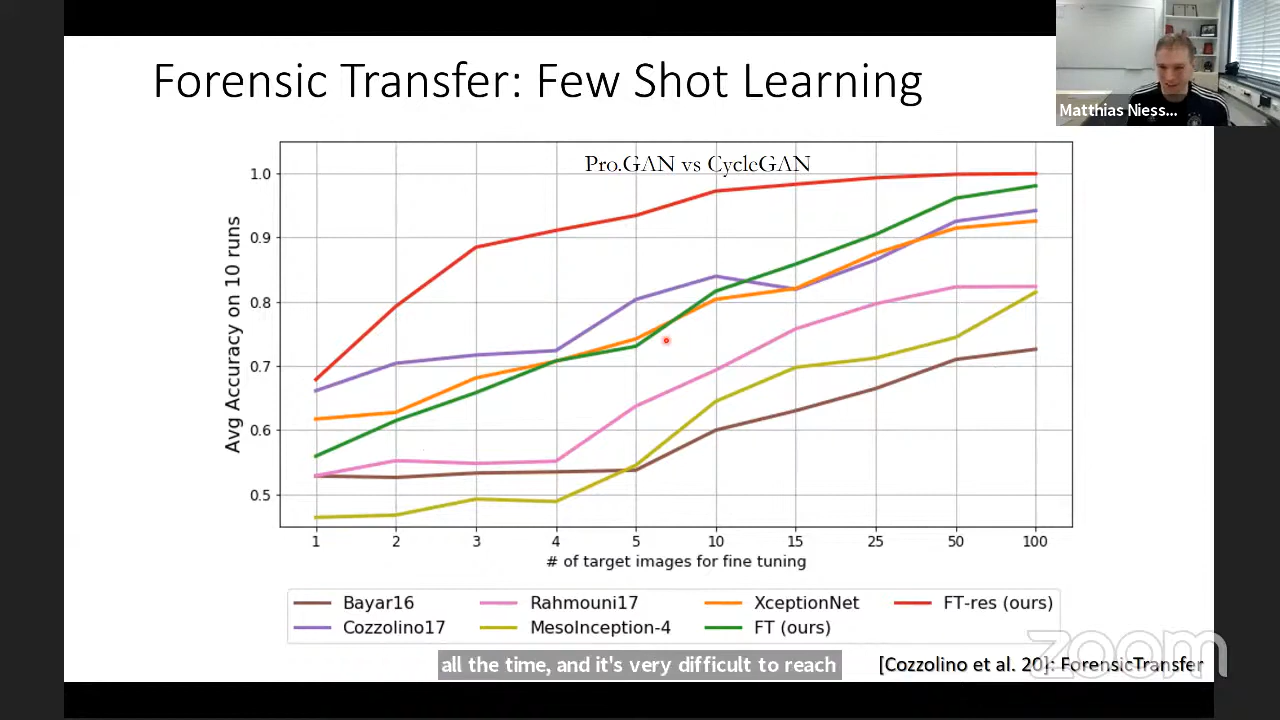 Forensic Transfer: Few Shot Learning
Matthias Niess...
Pro.GAN vs CycleGAN
Avg Accuracy on 10 runs
1.0
0.9
0.8
0.7
0.6
0.5
1 2 3 4 5 10 15 25 50 100
# of target images for fine tuning
Bayar16 Rahmouni17 XceptionNet FT-res (ours)
Cozzolino17 MesoInception-4 FT (ours)
all the time, and it's very difficult to reach
[Cozzolino et al. 20]: ForensicTransfer
zoom